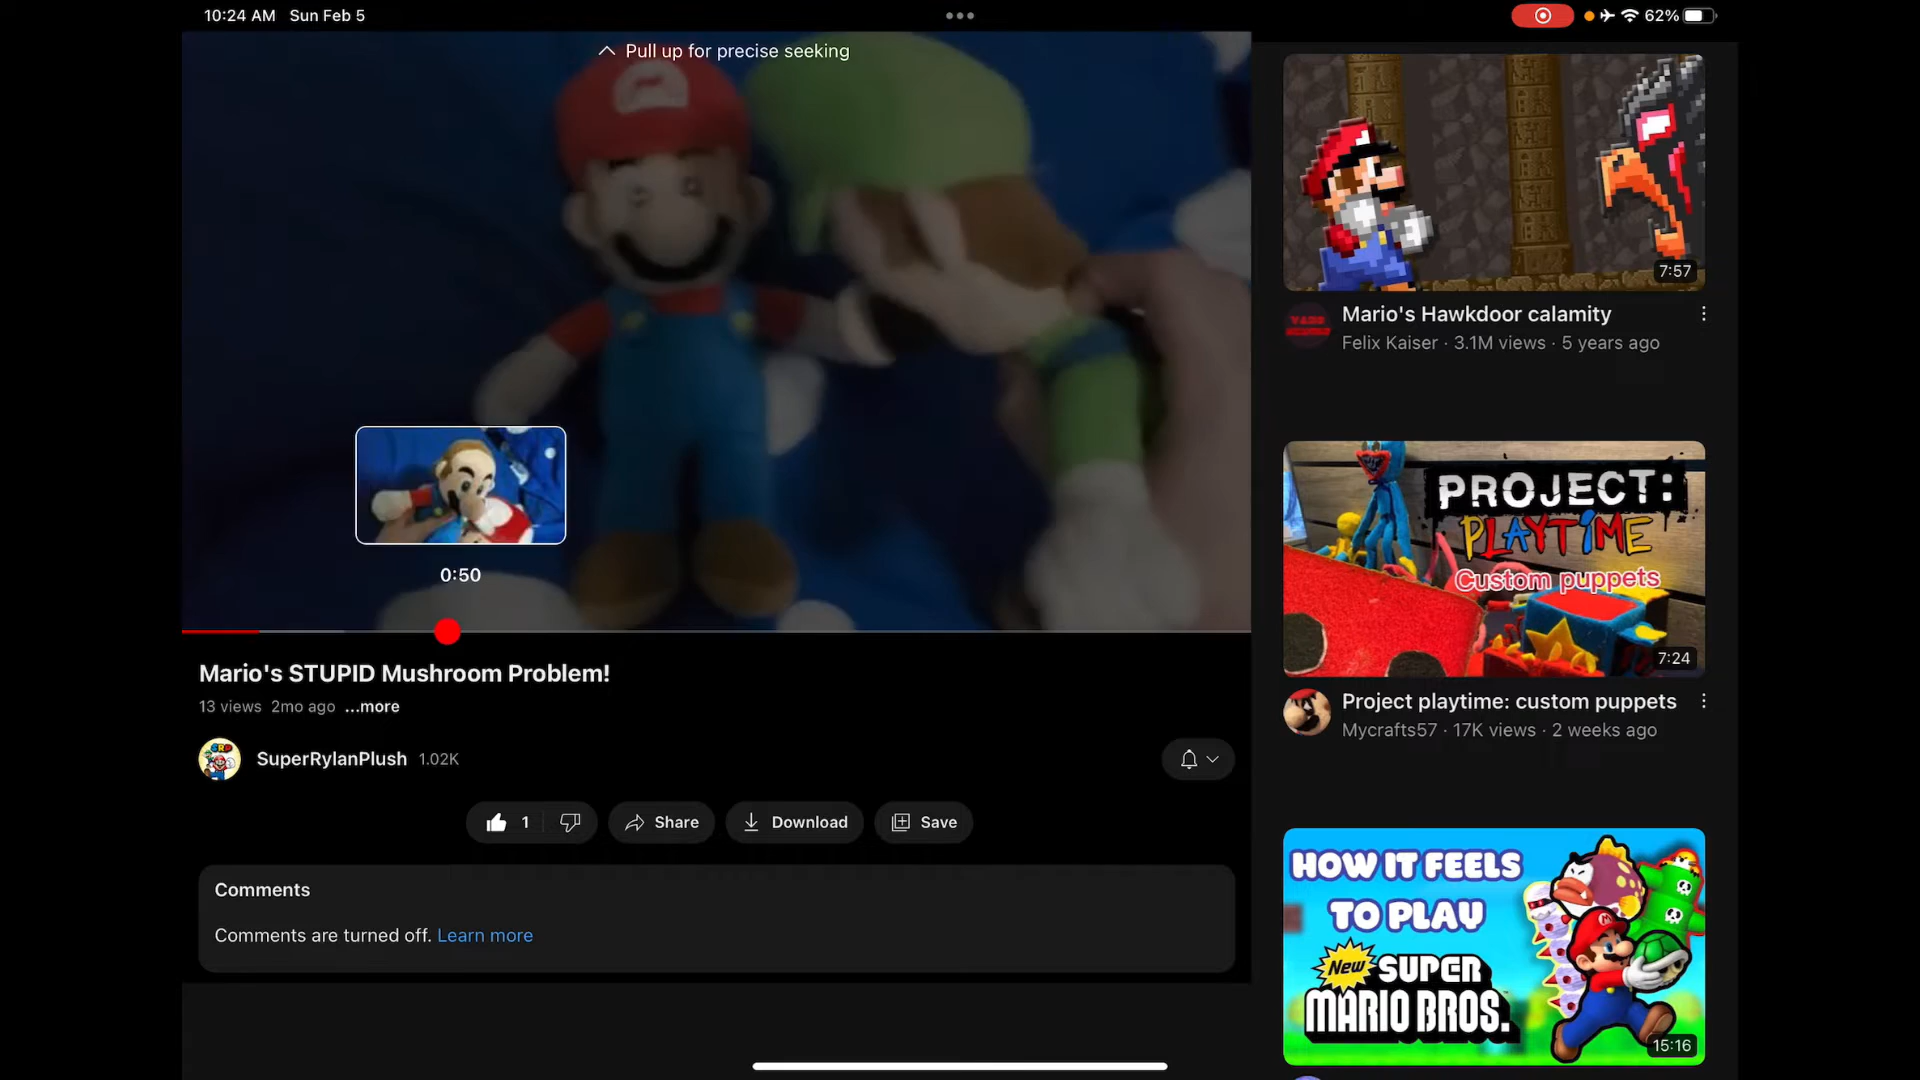 10:24 AM Sun Feb 5
62%
Pull up for precise seeking
0:50
Mario's STUPID Mushroom Problem!
13 views 2mo ago ...more
SuperRylanPlush 1.02K
1
Share
Download
Save
Comments
Comments are turned off. Learn more
7:57
Mario's Hawkdoor calamity
Felix Kaiser · 3.1M views · 5 years ago
PROJECT:
PLAYTIME
Custom puppets
7:24
Project playtime: custom puppets
Mycrafts57 · 17K views · 2 weeks ago
HOW IT FEELS
TO PLAY
New SUPER
MARIO BROS.
15:16